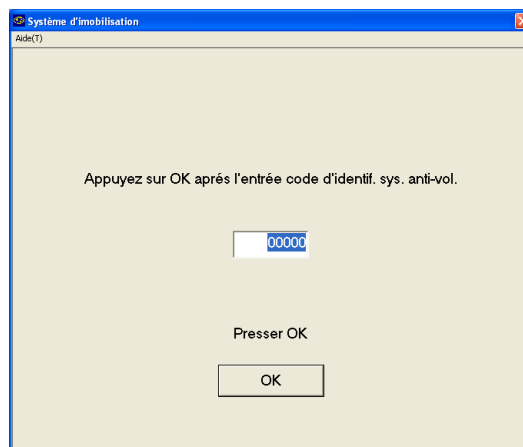 Système d'imobilisation
Aide(T)
Appuyez sur OK aprés l'entrée code d'identif. sys. anti-vol.
00000
Presser OK
OK